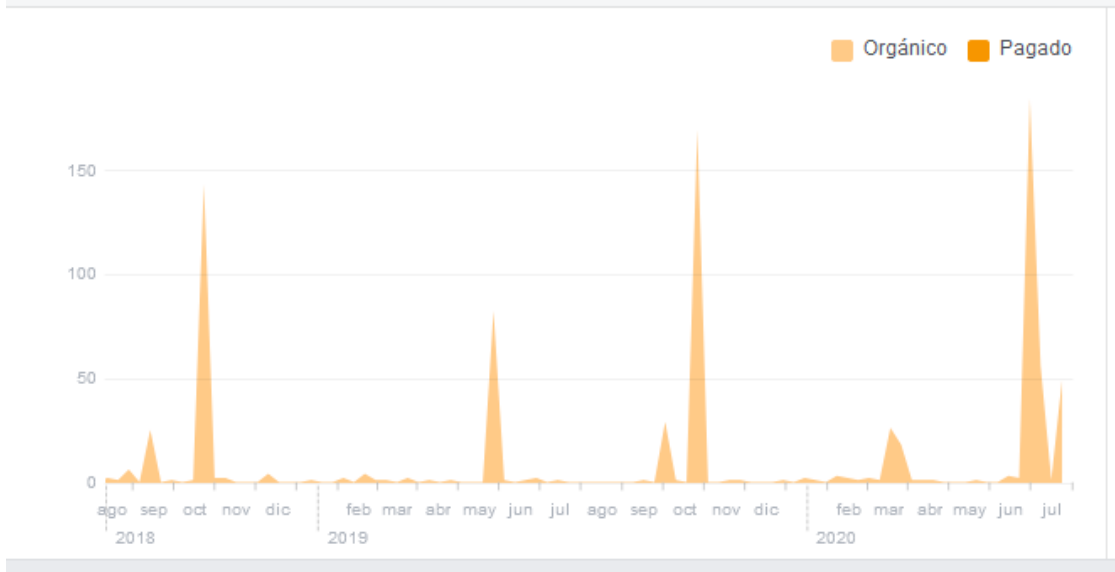 Orgánico Pagado
150
100
50
0
ago sep oct nov dic feb mar abr may jun jul ago sep oct nov dic feb mar abr may jun jul
2018 2019 2020